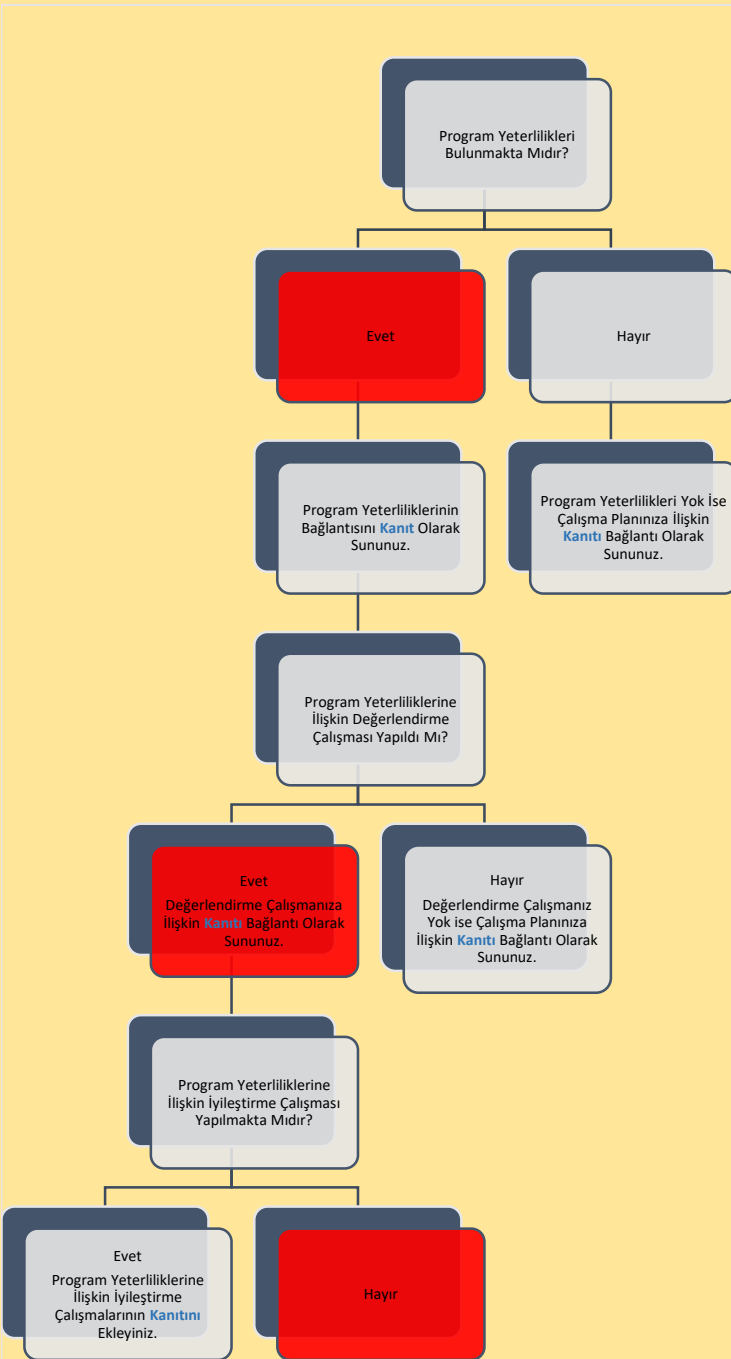 Program Yeterlilikleri
Bulunmakta Mıdır?
Evet
Hayır
Program Yeterliliklerinin
Bağlantısını Kanıt Olarak
Sununuz.
Program Yeterlilikleri Yok İse
Çalışma Planınıza İlişkin
Kanıtı Bağlantı Olarak
Sununuz.
Program Yeterliliklerine
İlişkin Değerlendirme
Çalışması Yapıldı Mı?
Evet
Değerlendirme Çalışmanıza
İlişkin Kanıtı Bağlantı Olarak
Sununuz.
Hayır
Değerlendirme Çalışmanız
Yok ise Çalışma Planınıza
İlişkin Kanıtı Bağlantı Olarak
Sununuz.
Program Yeterliliklerine
İlişkin İyileştirme Çalışması
Yapılmakta Mıdır?
Evet
Program Yeterliliklerine
İlişkin İyileştirme
Çalışmalarının Kanıtını
Ekleyiniz.
Hayır